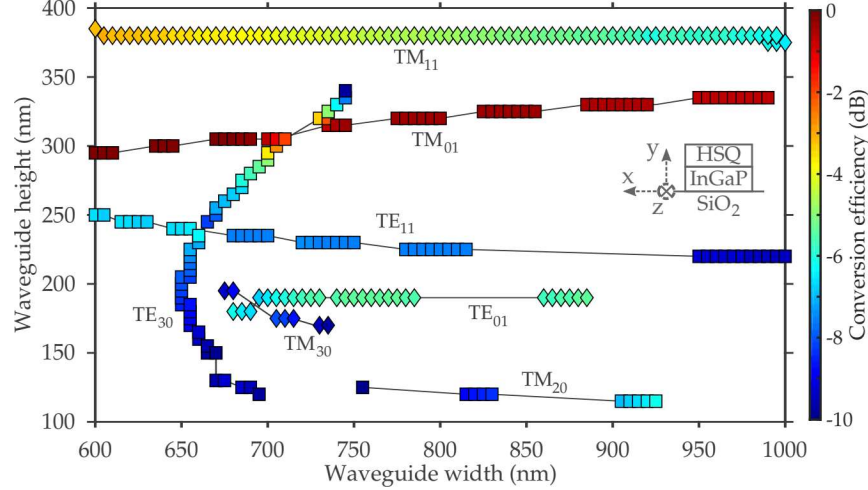 400
350
300
250
200
150
100
Waveguide height (nm)
600 650 700 750 800 850 900 950 1000
Waveguide width (nm)
TM11
TM01
TE11
TE30
TE01
TM30
TM20
y
x
z
HSQ
InGaP
SiO2
0
-2
-4
-6
-8
-10
Conversion efficiency (dB)